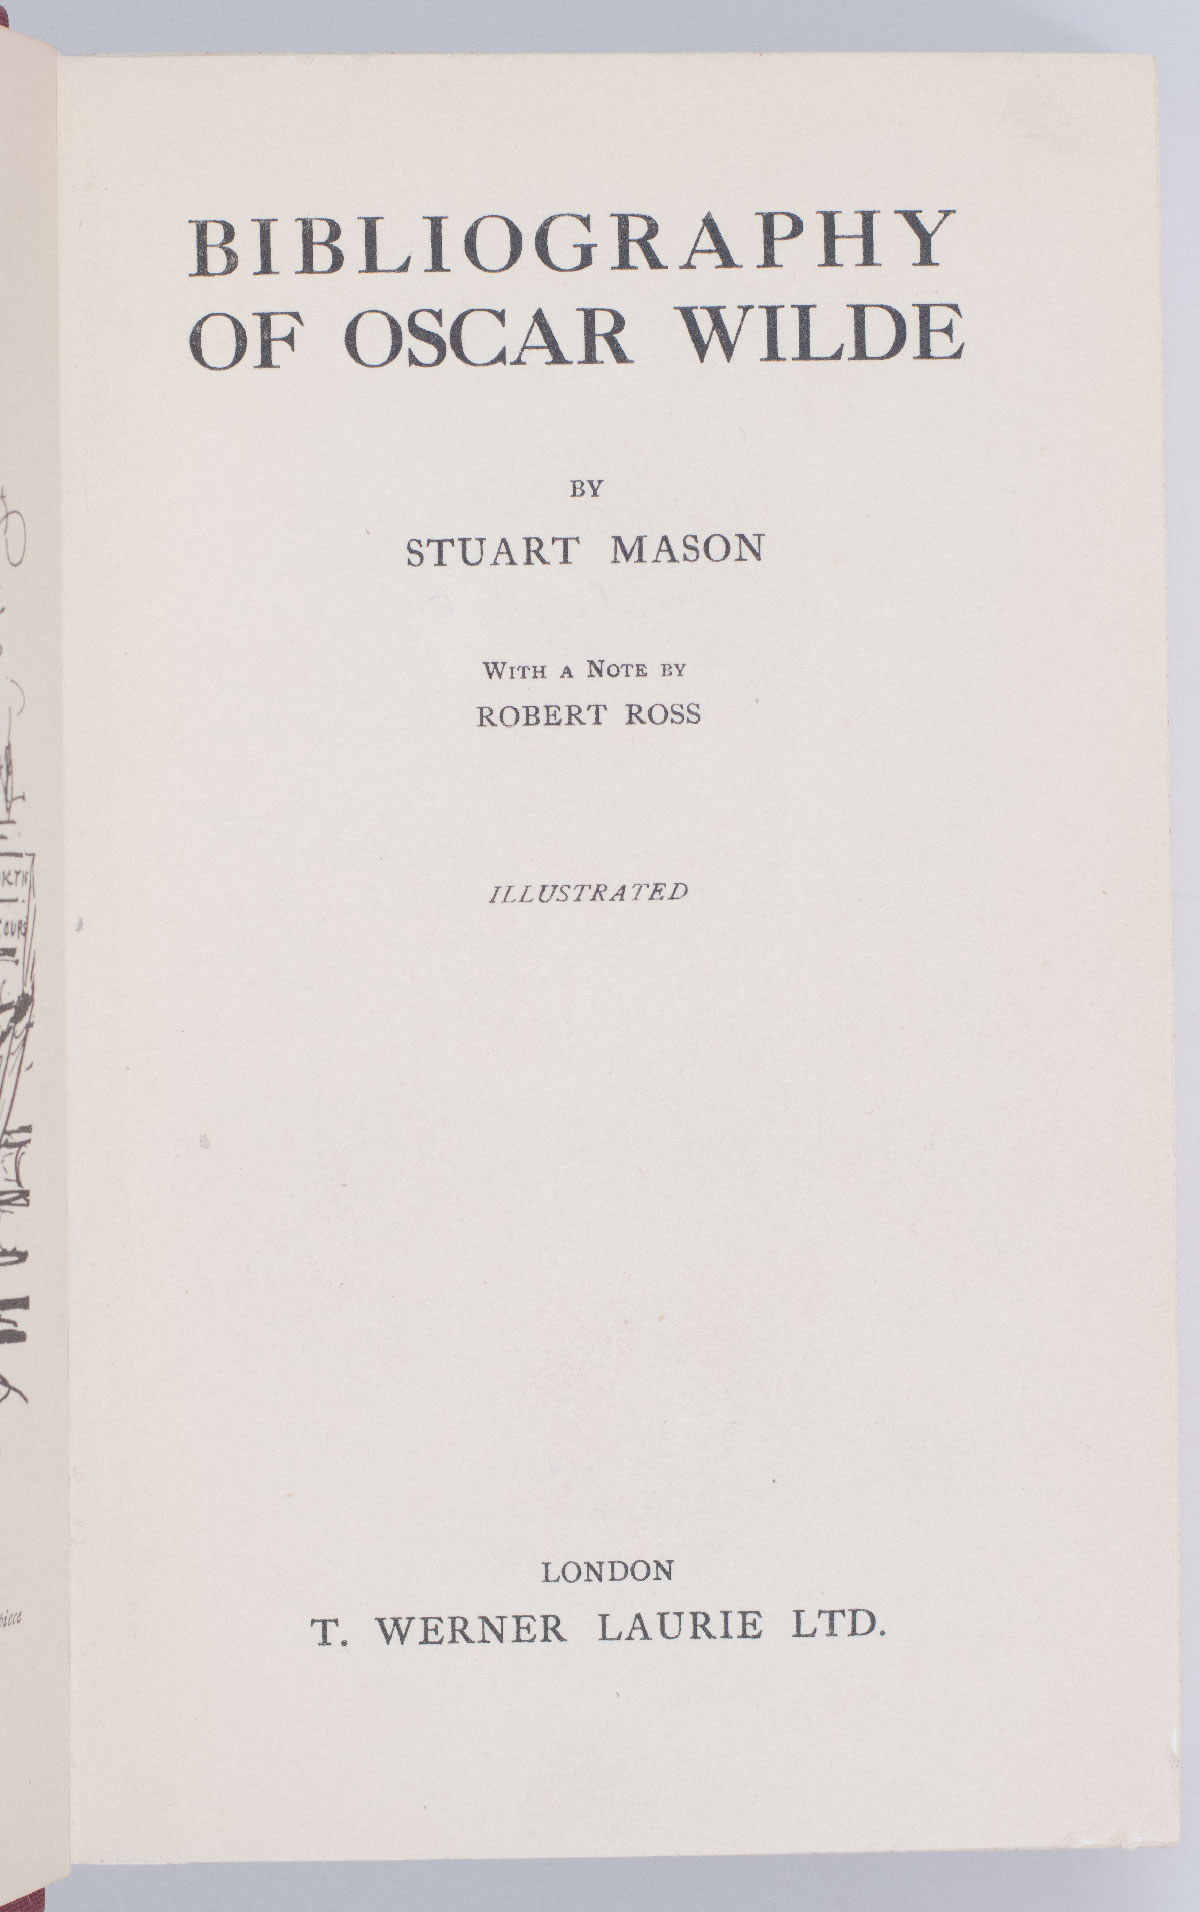 BIBLIOGRAPHY
OF OSCAR WILDE
BY
STUART MASON
WITH A NOTE BY
ROBERT ROSS
ILLUSTRATED
LONDON
T. WERNER LAURIE LTD.